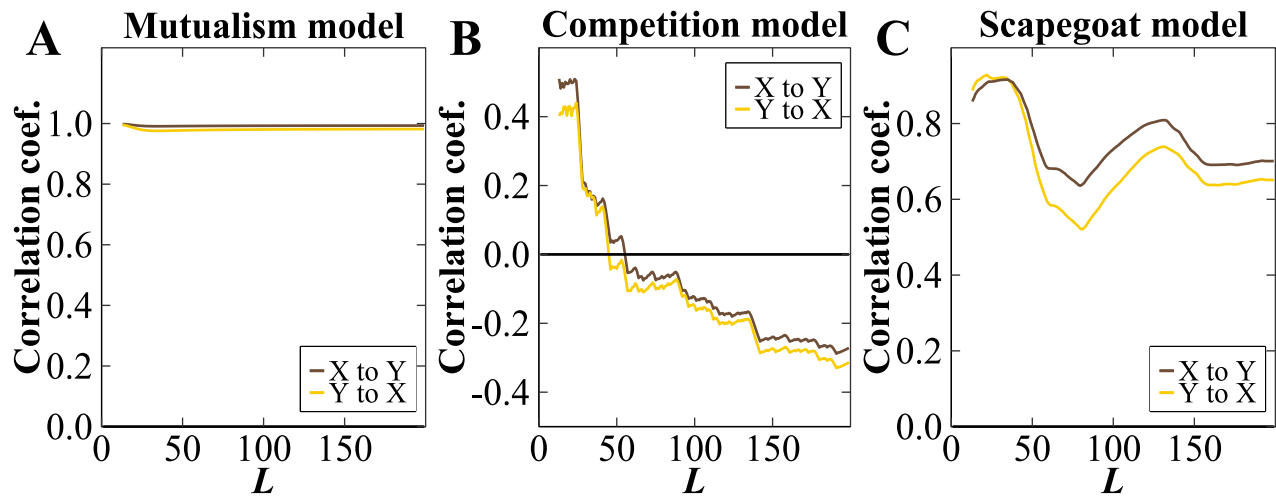 A
Mutualism model
Correlation coef.
1.0
0.8
0.6
0.4
0.2
0.0
0
50
100
150
L
X to Y
Y to X
B
Competition model
Correlation coef.
0.4
0.2
0.0
-0.2
-0.4
0
50
100
150
L
X to Y
Y to X
C
Scapegoat model
Correlation coef.
0.8
0.6
0.4
0.2
0.0
0
50
100
150
L
X to Y
Y to X